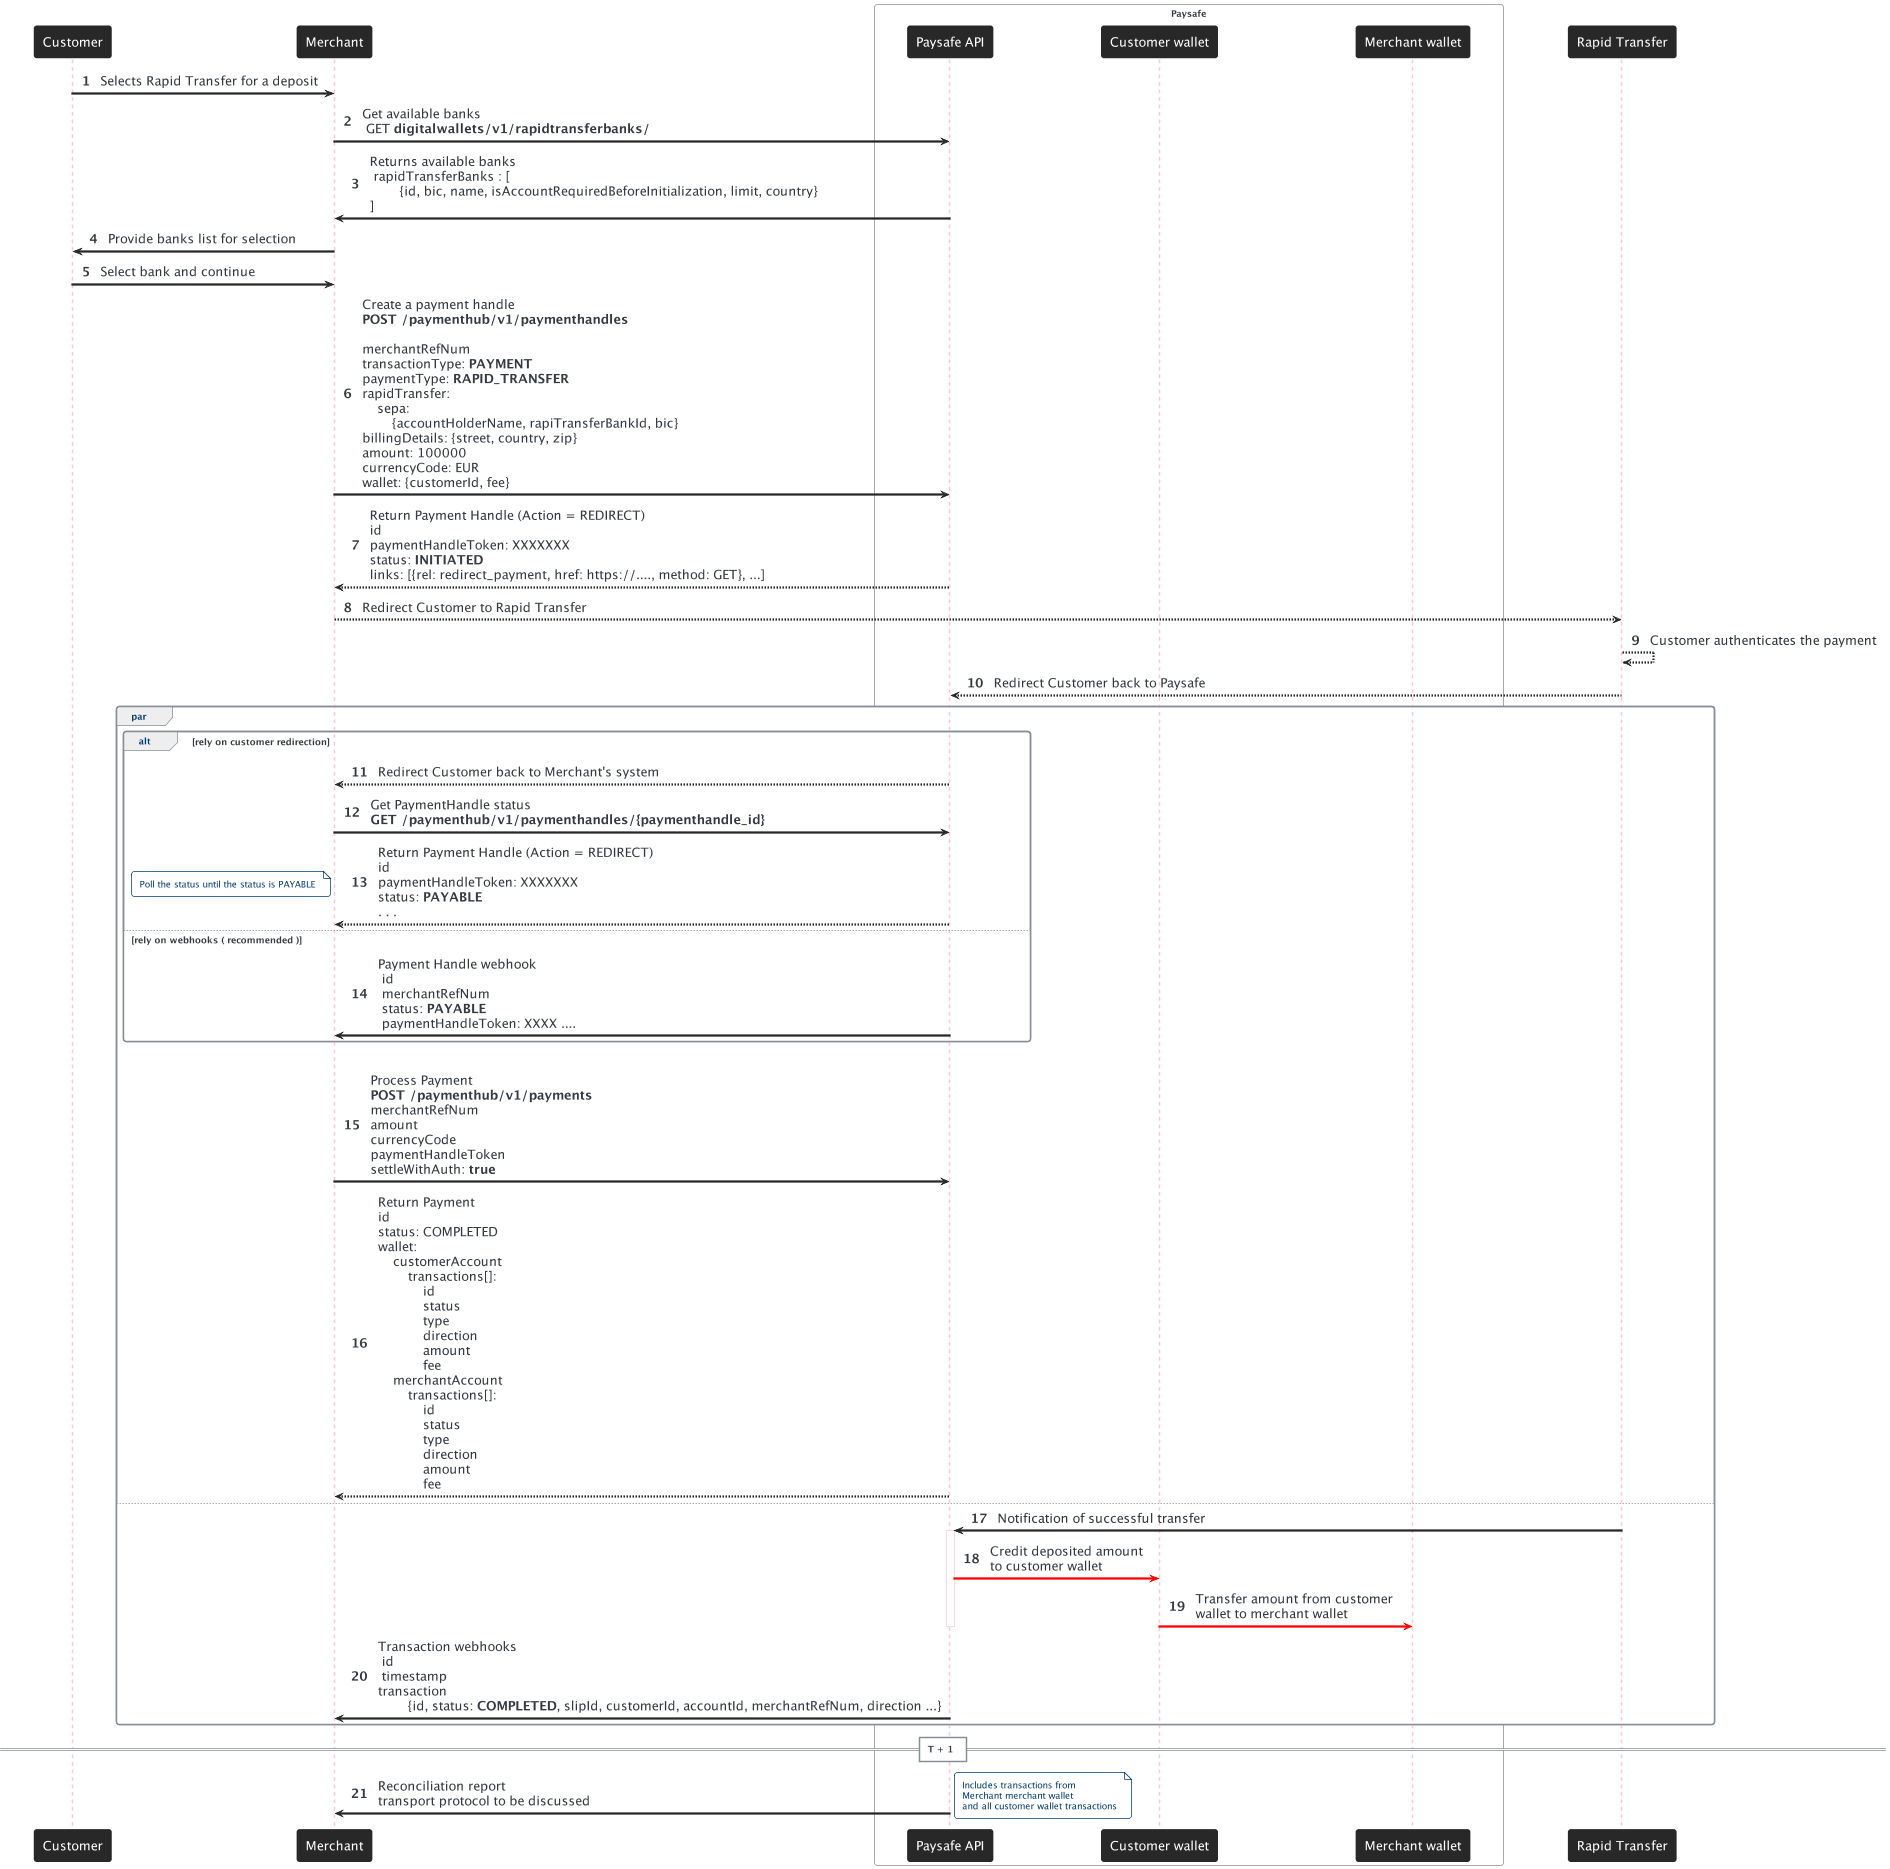 Paysafe
Customer
Merchant
Paysafe API
Customer wallet
Merchant wallet
Rapid Transfer
1 Selects Rapid Transfer for a deposit
2 Get available banks
GET digitalwallets/v1/rapidtransferbanks/
3 Returns available banks
rapidTransferBanks : [
{id, bic, name, isAccountRequiredBeforeInitialization, limit, country}
]
4 Provide banks list for selection
5 Select bank and continue
Create a payment handle
POST /paymenthub/v1/paymenthandles
merchantRefNum
transactionType: PAYMENT
paymentType: RAPID_TRANSFER
6 rapidTransfer:
sepa:
{accountHolderName, rapiTransferBankId, bic}
billingDetails: {street, country, zip}
amount: 100000
currencyCode: EUR
wallet: {customerId, fee}
Return Payment Handle (Action = REDIRECT)
id
7 paymentHandleToken: XXXXXXX
status: INITIATED
links: [{rel: redirect_payment, href: https://...., method: GET}, ...]
8 Redirect Customer to Rapid Transfer
9 Customer authenticates the payment
10 Redirect Customer back to Paysafe
par
alt [rely on customer redirection]
11 Redirect Customer back to Merchant's system
12 Get PaymentHandle status
GET /paymenthub/v1/paymenthandles/{paymenthandle_id}
Return Payment Handle (Action = REDIRECT)
id
Poll the status until the status is PAYABLE
13 paymentHandleToken: XXXXXXX
status: PAYABLE
. . .
[rely on webhooks ( recommended )]
Payment Handle webhook
id
14 merchantRefNum
status: PAYABLE
paymentHandleToken: XXXX ....
Process Payment
POST /paymenthub/v1/payments
merchantRefNum
15 amount
currencyCode
paymentHandleToken
settleWithAuth: true
Return Payment
id
status: COMPLETED
wallet:
customerAccount
transactions[]:
id
status
type
direction
16 amount
fee
merchantAccount
transactions[]:
id
status
type
direction
amount
fee
17 Notification of successful transfer
18 Credit deposited amount
to customer wallet
19 Transfer amount from customer
wallet to merchant wallet
Transaction webhooks
id
20 timestamp
transaction
{id, status: COMPLETED, slipId, customerId, accountId, merchantRefNum, direction ...}
T + 1
21 Reconciliation report
transport protocol to be discussed
Includes transactions from
Merchant merchant wallet
and all customer wallet transactions
Customer
Merchant
Paysafe API
Customer wallet
Merchant wallet
Rapid Transfer